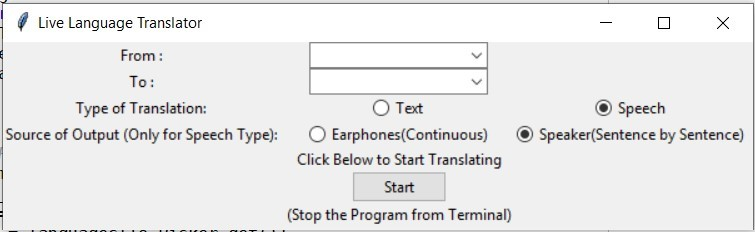 Live Language Translator
From :
To :
Type of Translation: Text Speech
Source of Output (Only for Speech Type): Earphones(Continuous) Speaker(Sentence by Sentence)
Click Below to Start Translating
Start
(Stop the Program from Terminal)